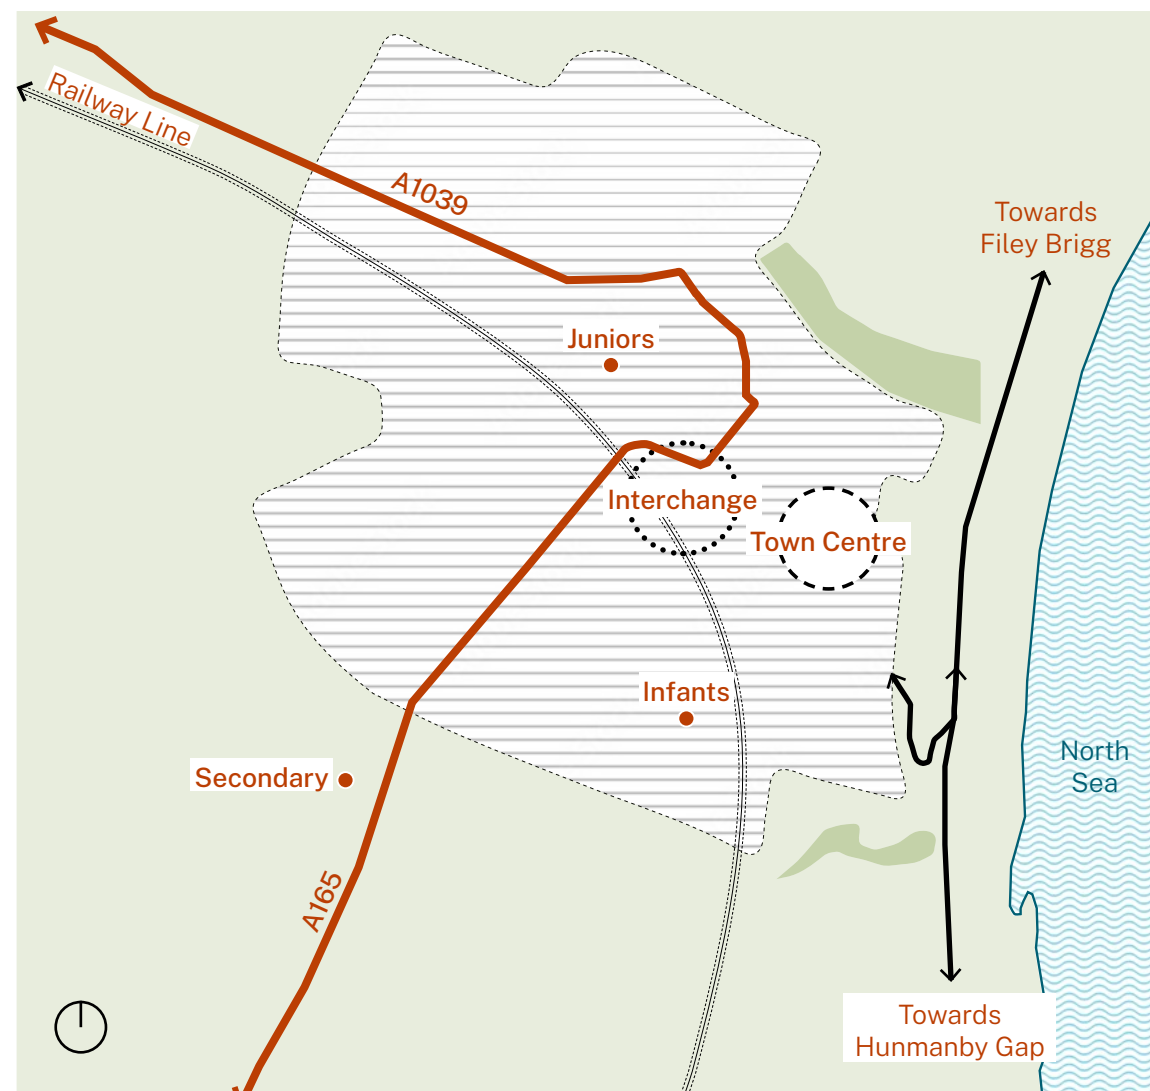 Railway Line
A1039
Towards
Filey Brigg
Juniors
Interchange
Town Centre
Infants
Secondary
North
Sea
A165
Towards
Hunmanby Gap